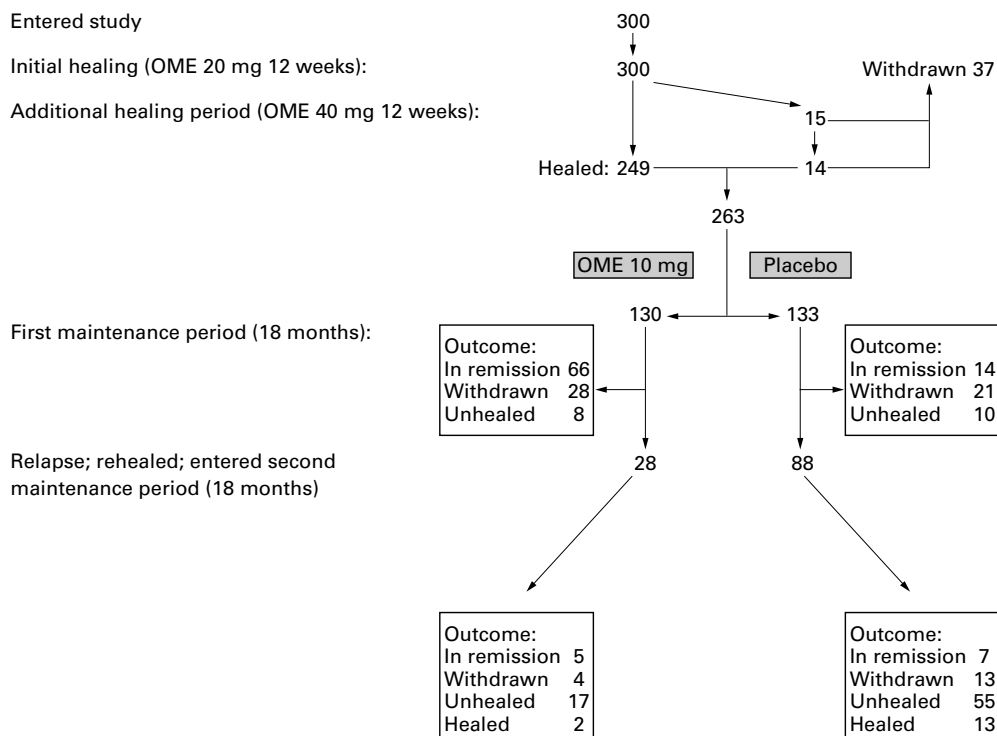 Entered study
300
Initial healing (OME 20 mg 12 weeks):
300
Withdrawn 37
Additional healing period (OME 40 mg 12 weeks):
15
Healed: 249
14
263
OME 10 mg
Placebo
130
133
First maintenance period (18 months):
Outcome:
In remission 66
Withdrawn 28
Unhealed 8
Outcome:
In remission 14
Withdrawn 21
Unhealed 10
Relapse; rehealed; entered second
maintenance period (18 months)
28
88
Outcome:
In remission 5
Withdrawn 4
Unhealed 17
Healed 2
Outcome:
In remission 7
Withdrawn 13
Unhealed 55
Healed 13